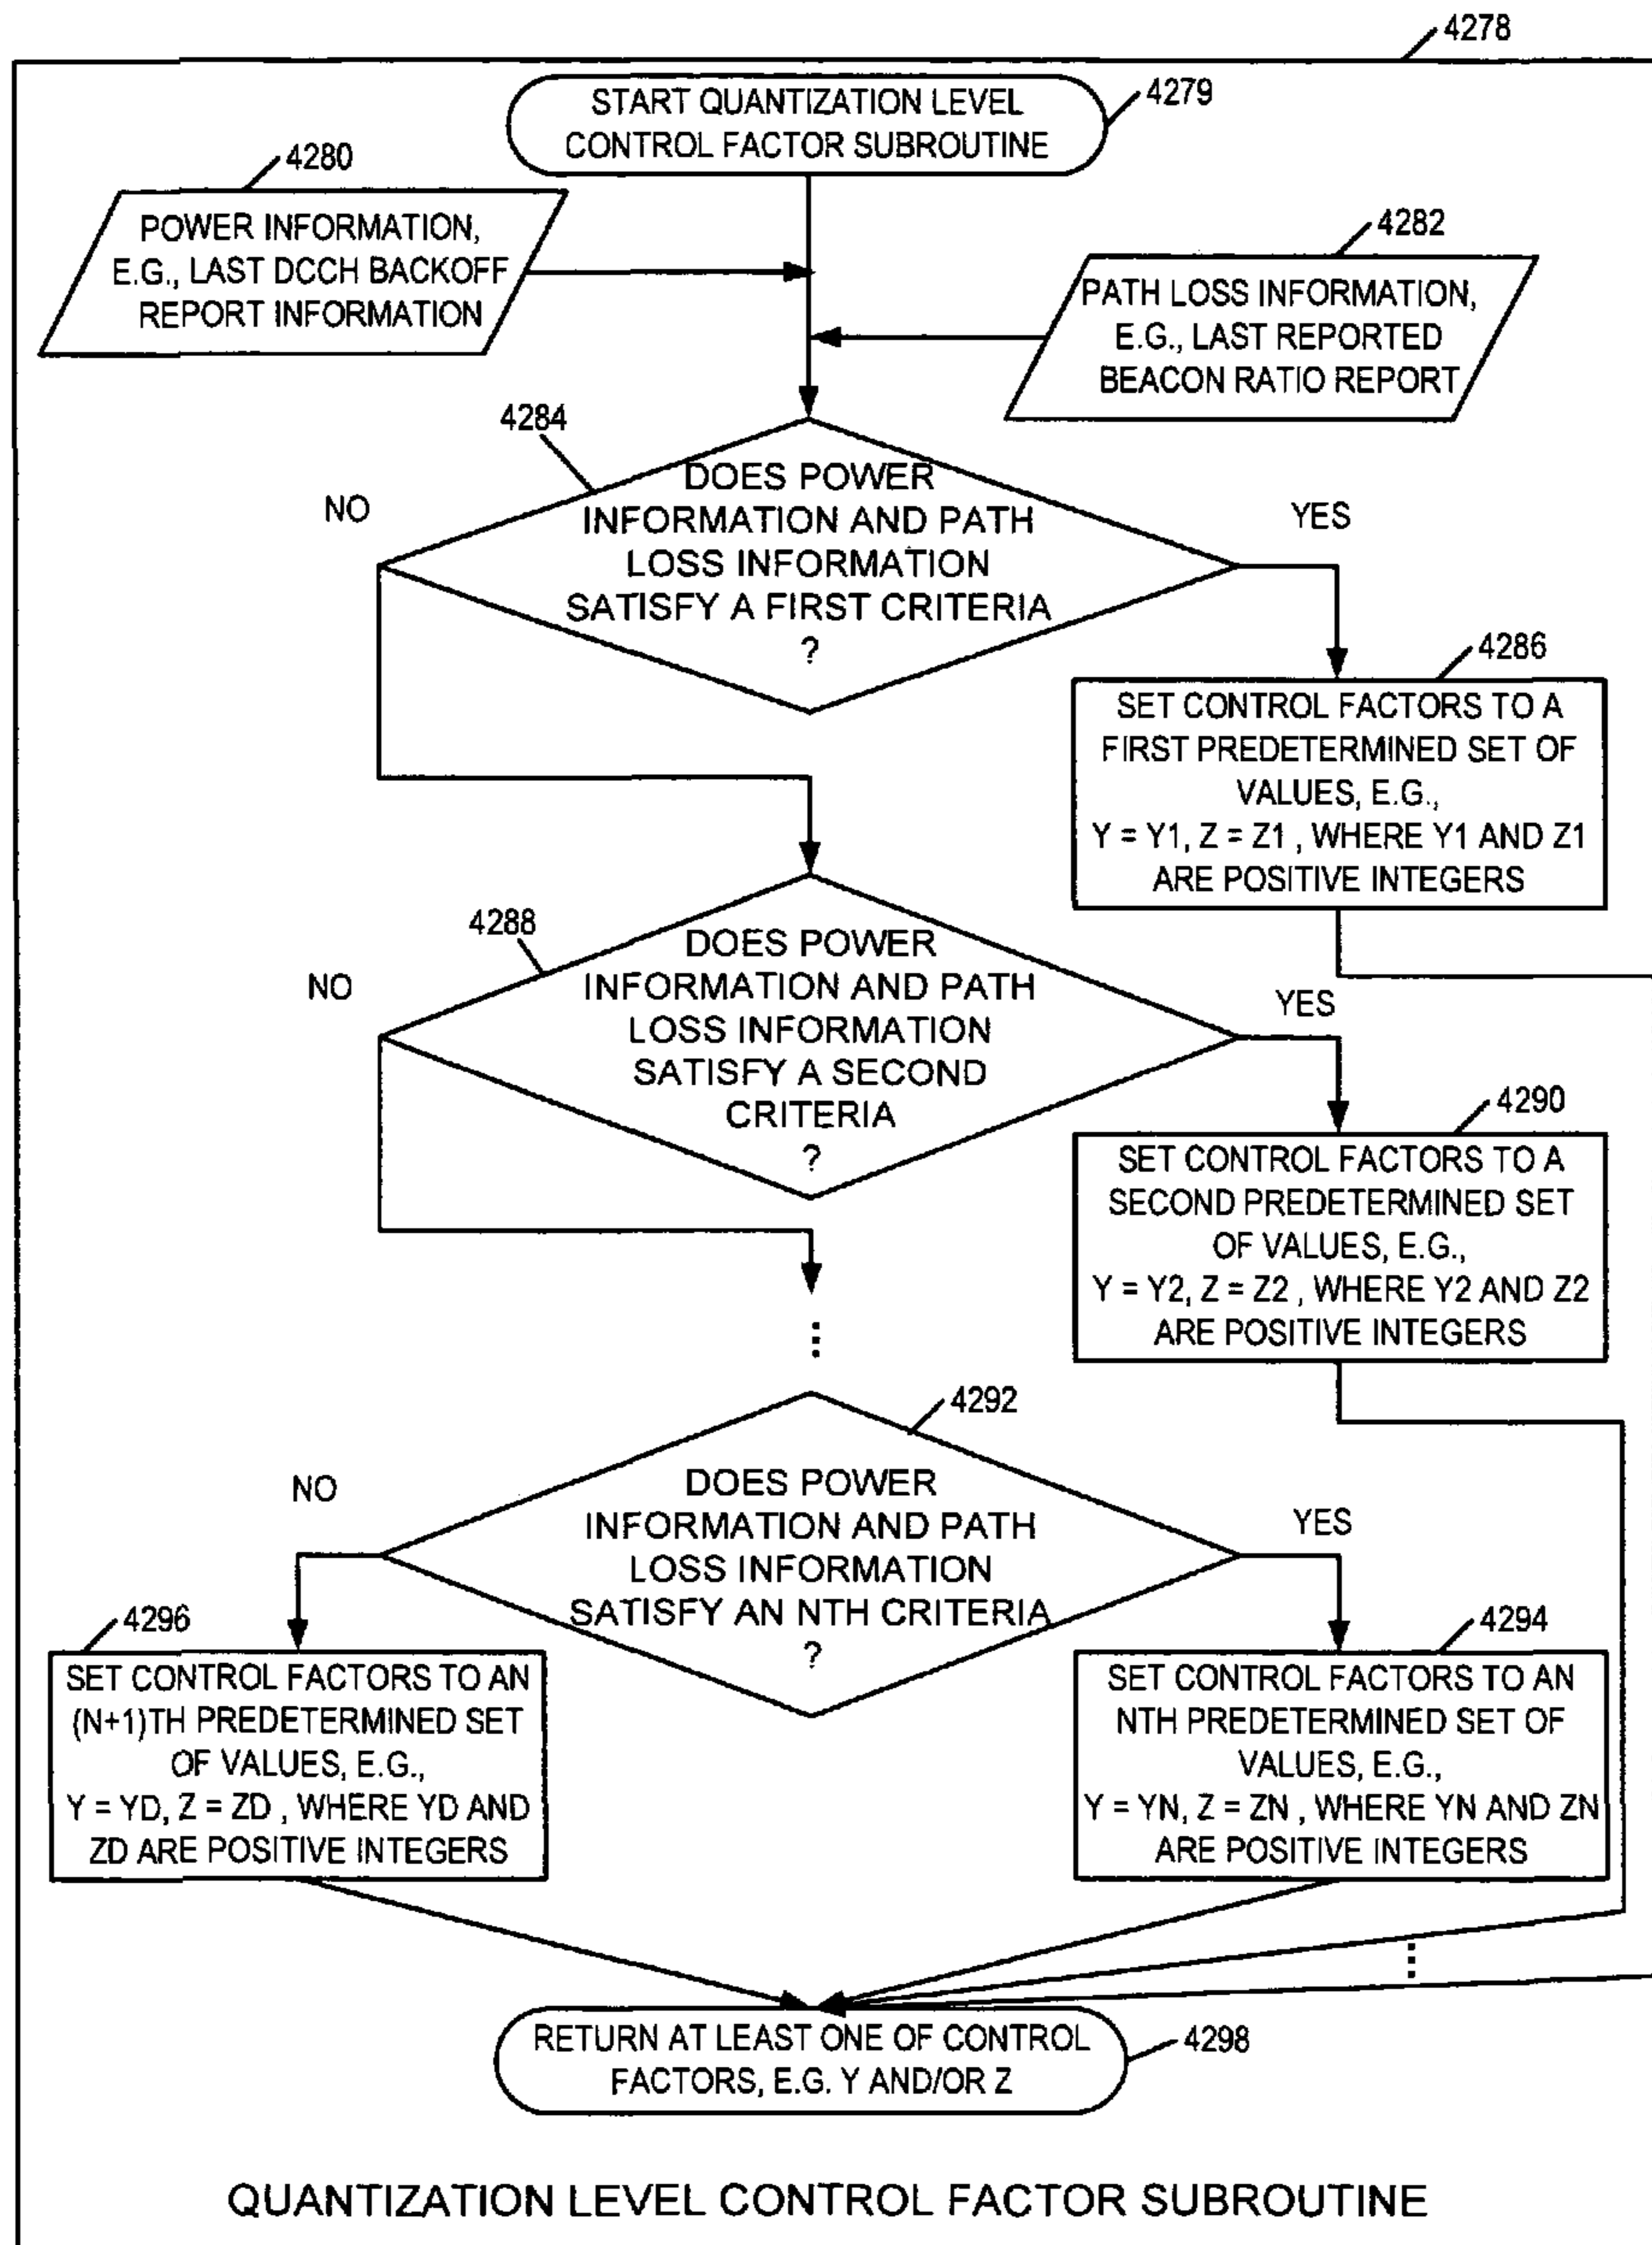 4278
START QUANTIZATION LEVEL
CONTROL FACTOR SUBROUTINE
4279
4280
POWER INFORMATION,
E.G., LAST DCCH BACKOFF
REPORT INFORMATION
4282
PATH LOSS INFORMATION,
E.G., LAST REPORTED
BEACON RATIO REPORT
4284
DOES POWER
INFORMATION AND PATH
LOSS INFORMATION
SATISFY A FIRST CRITERIA
?
NO
YES
4286
SET CONTROL FACTORS TO A
FIRST PREDETERMINED SET OF
VALUES, E.G.,
Y = Y1, Z = Z1 , WHERE Y1 AND Z1
ARE POSITIVE INTEGERS
4288
DOES POWER
INFORMATION AND PATH
LOSS INFORMATION
SATISFY A SECOND
CRITERIA
?
NO
YES
4290
SET CONTROL FACTORS TO A
SECOND PREDETERMINED SET
OF VALUES, E.G.,
Y = Y2, Z = Z2 , WHERE Y2 AND Z2
ARE POSITIVE INTEGERS
4292
DOES POWER
INFORMATION AND PATH
LOSS INFORMATION
SATISFY AN NTH CRITERIA
?
NO
YES
4296
SET CONTROL FACTORS TO AN
(N+1)TH PREDETERMINED SET
OF VALUES, E.G.,
Y = YD, Z = ZD , WHERE YD AND
ZD ARE POSITIVE INTEGERS
4294
SET CONTROL FACTORS TO AN
NTH PREDETERMINED SET OF
VALUES, E.G.,
Y = YN, Z = ZN , WHERE YN AND ZN
ARE POSITIVE INTEGERS
RETURN AT LEAST ONE OF CONTROL
FACTORS, E.G. Y AND/OR Z
4298
QUANTIZATION LEVEL CONTROL FACTOR SUBROUTINE